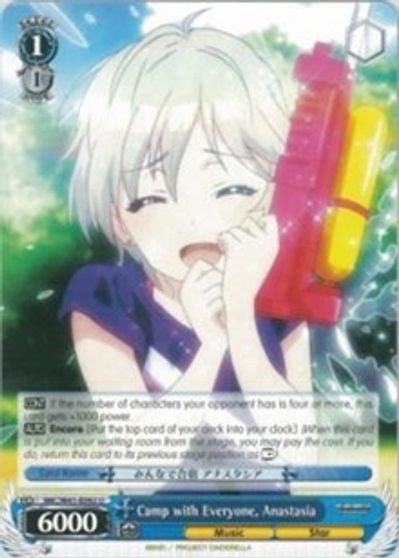 1
1
CONT If the number of characters your opponent has is four or more, this
card gets +1000 power.
AUTO Encore [Put the top card of your deck into your clock] (When this card
is put into your waiting room from the stage, you may pay the cost. If you do,
return this card to the stage as REST)
Card Name
みんなで合宿 アナスタシア
6000
Camp with Everyone, Anastasia
Music
Star
PROJECT CINDERELLA